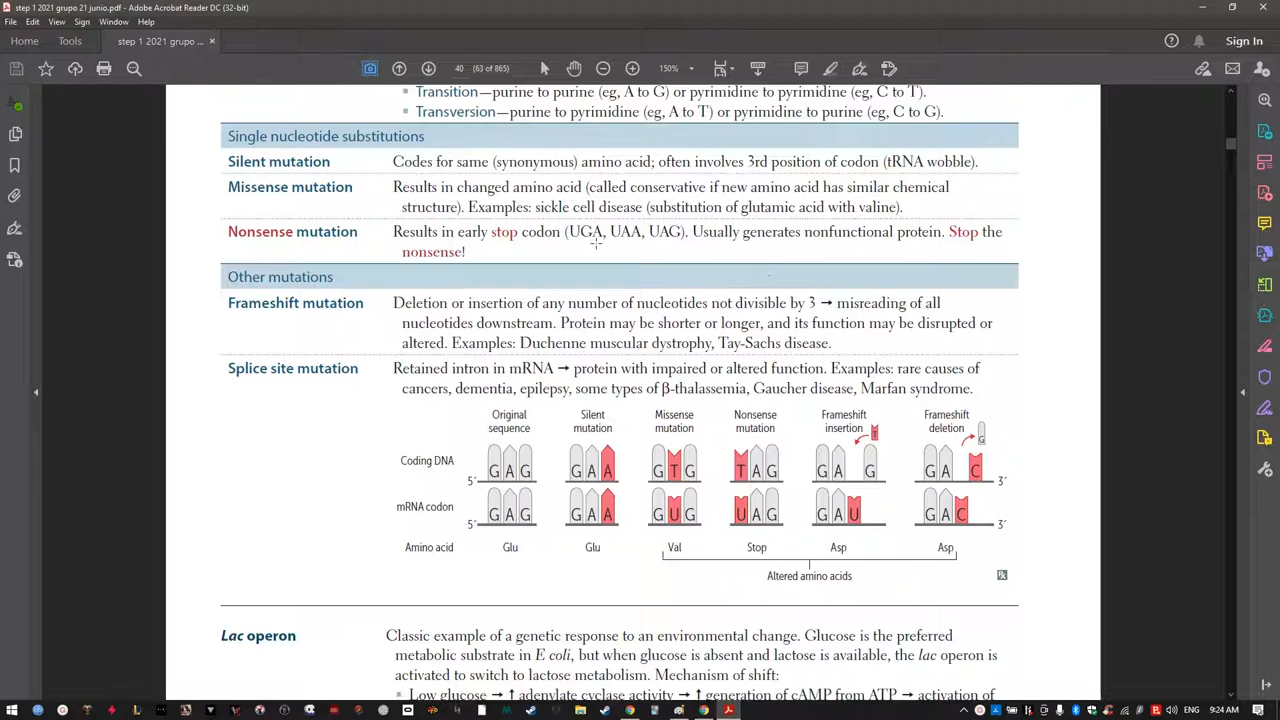 step 1 2021 grupo 21 junio.pdf - Adobe Acrobat Reader DC (32-bit)
File Edit View Sign Window Help
Home Tools step 1 2021 grupo ... × Sign In
40 (63 of 865) 150%
Transition—purine to purine (eg, A to G) or pyrimidine to pyrimidine (eg, C to T).
Transversion—purine to pyrimidine (eg, A to T) or pyrimidine to purine (eg, C to G).
Single nucleotide substitutions
Silent mutation Codes for same (synonymous) amino acid; often involves 3rd position of codon (tRNA wobble).
Missense mutation Results in changed amino acid (called conservative if new amino acid has similar chemical
structure). Examples: sickle cell disease (substitution of glutamic acid with valine).
Nonsense mutation Results in early stop codon (UGA, UAA, UAG). Usually generates nonfunctional protein. Stop the
nonsense!
Other mutations
Frameshift mutation Deletion or insertion of any number of nucleotides not divisible by 3 → misreading of all
nucleotides downstream. Protein may be shorter or longer, and its function may be disrupted or
altered. Examples: Duchenne muscular dystrophy, Tay-Sachs disease.
Splice site mutation Retained intron in mRNA → protein with impaired or altered function. Examples: rare causes of
cancers, dementia, epilepsy, some types of β-thalassemia, Gaucher disease, Marfan syndrome.
Original Silent Missense Nonsense Frameshift Frameshift
sequence mutation mutation mutation insertion T deletion G
Coding DNA 5′ G A G G A A G T G T A G G A G G A C 3′
mRNA codon 5′ G A G G A A G U G U A G G A U G A C 3′
Amino acid Glu Glu Val Stop Asp Asp
Altered amino acids
Lac operon Classic example of a genetic response to an environmental change. Glucose is the preferred
metabolic substrate in E coli, but when glucose is absent and lactose is available, the lac operon is
activated to switch to lactose metabolism. Mechanism of shift:
Low glucose → ↑ adenylate cyclase activity → ↑ generation of cAMP from ATP → activation of
9:24 AM